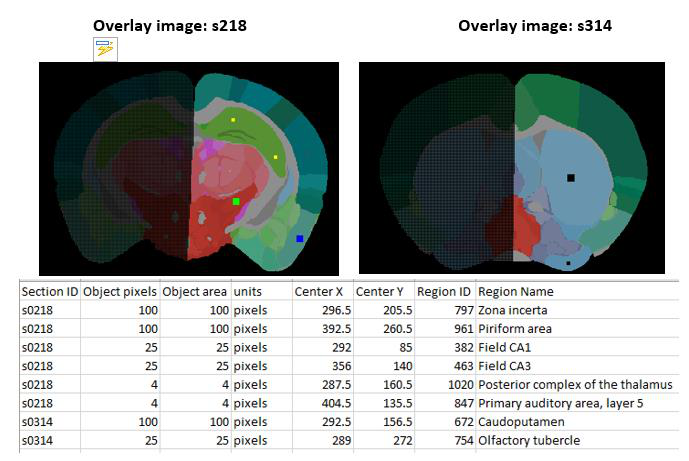 Overlay image: s218 Overlay image: s314
Section ID Object pixels Object area units Center X Center Y Region ID Region Name
s0218 100 100 pixels 296.5 205.5 797 Zona incerta
s0218 100 100 pixels 392.5 260.5 961 Piriform area
s0218 25 25 pixels 292 85 382 Field CA1
s0218 25 25 pixels 356 140 463 Field CA3
s0218 4 4 pixels 287.5 160.5 1020 Posterior complex of the thalamus
s0218 4 4 pixels 404.5 135.5 847 Primary auditory area, layer 5
s0314 100 100 pixels 292.5 156.5 672 Caudoputamen
s0314 25 25 pixels 289 272 754 Olfactory tubercle